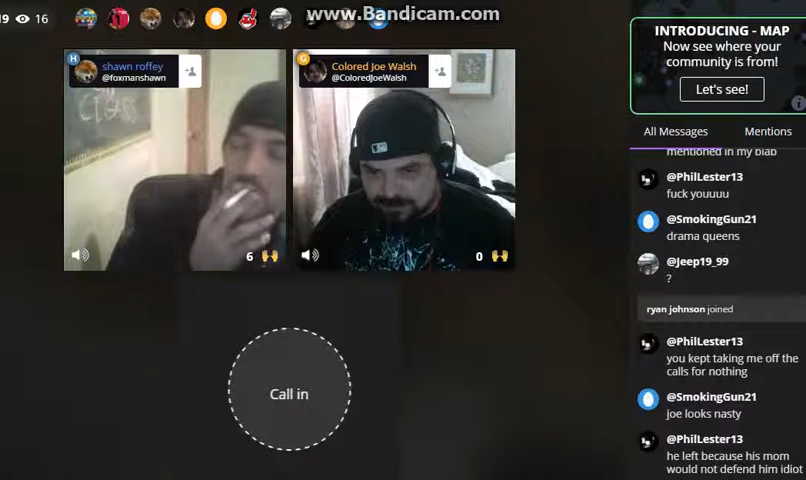 19 16
www.Bandicam.com
H shawn roffey
@foxmanshawn
G Colored Joe Walsh
@ColoredJoeWalsh
6
0
Call in
INTRODUCING - MAP
Now see where your
community is from!
Let's see!
All Messages Mentions
mentioned in my blab
@PhilLester13
fuck youuuu
@SmokingGun21
drama queens
@Jeep19_99
?
ryan johnson joined
@PhilLester13
you kept taking me off the
calls for nothing
@SmokingGun21
joe looks nasty
@PhilLester13
he left because his mom
would not defend him idiot